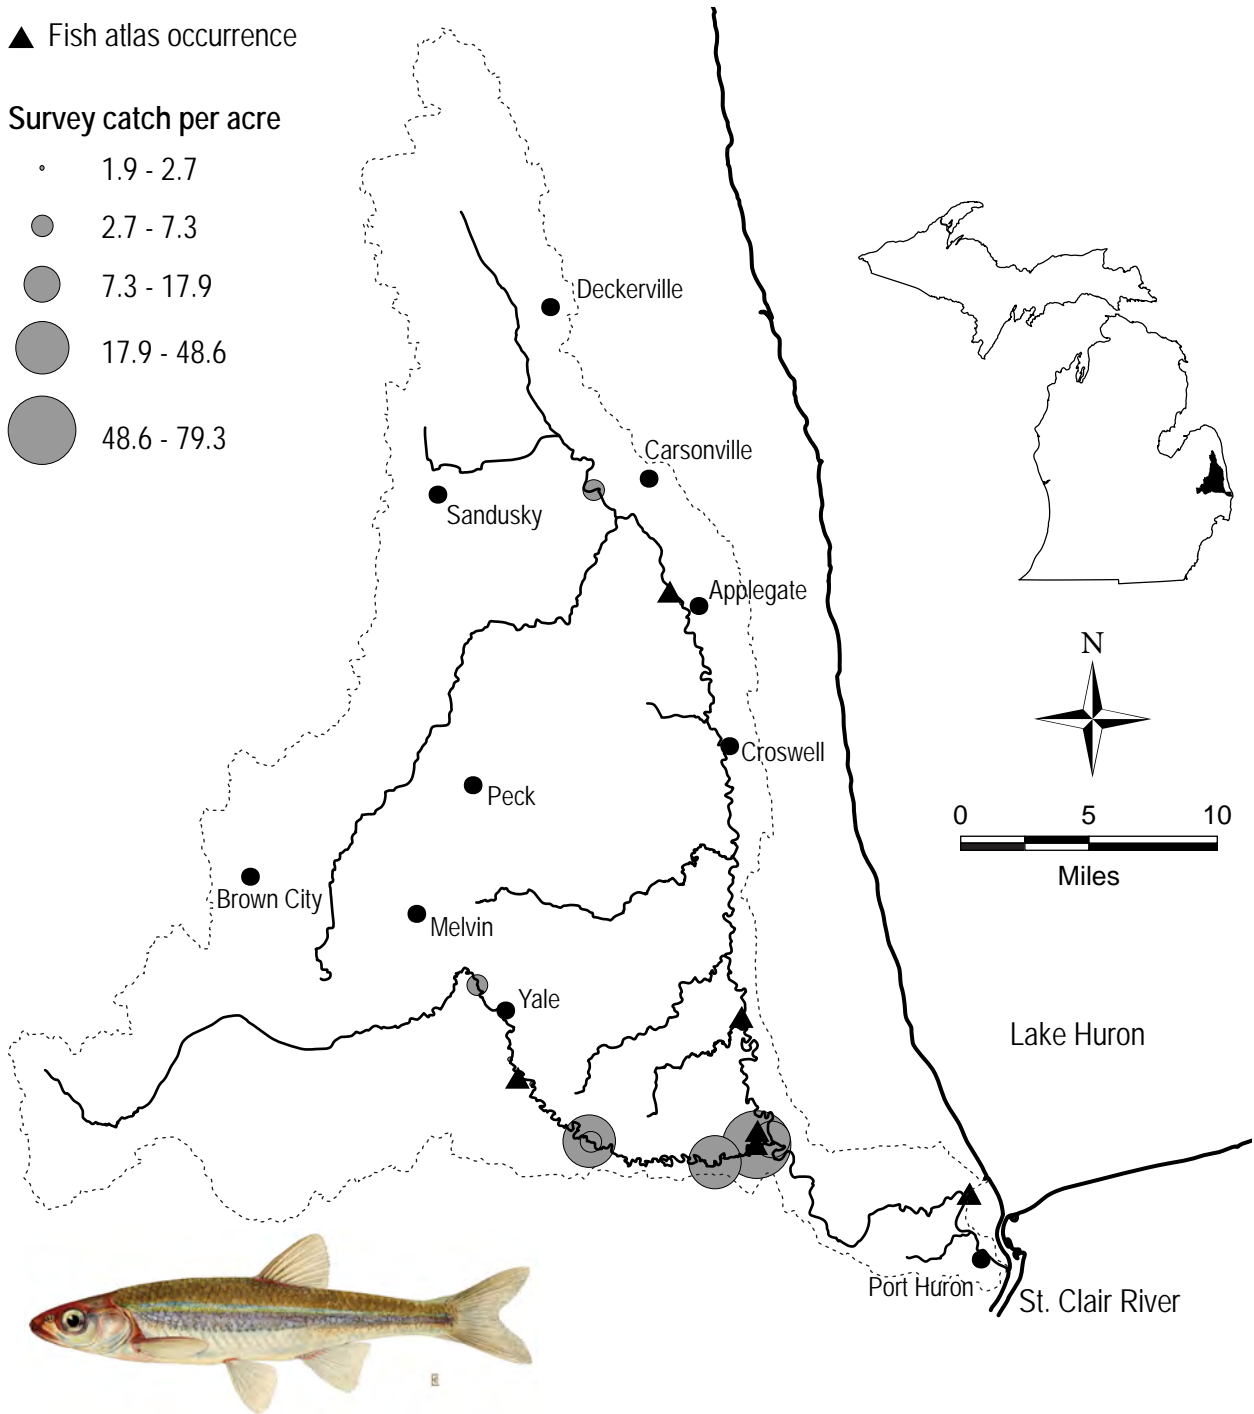 Fish atlas occurrence
Survey catch per acre
1.9 - 2.7
2.7 - 7.3
7.3 - 17.9
17.9 - 48.6
48.6 - 79.3
Deckerville
Carsonville
Sandusky
Applegate
N
Croswell
Peck
0 5 10
Miles
Brown City
Melvin
Yale
Lake Huron
Port Huron
St. Clair River